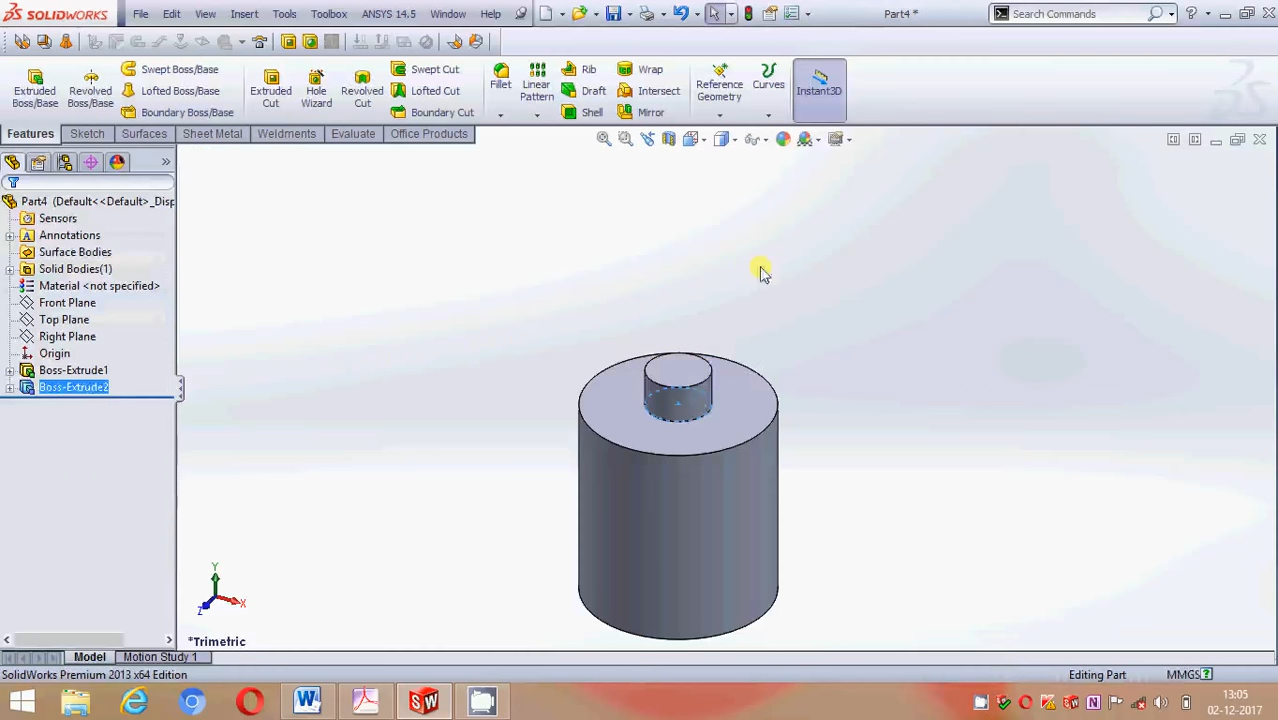 SOLIDWORKS File Edit View Insert Tools Toolbox ANSYS 14.5 Window Help Part4 * Search Commands
Extruded Boss/Base
Revolved Boss/Base
Swept Boss/Base
Lofted Boss/Base
Boundary Boss/Base
Extruded Cut
Hole Wizard
Revolved Cut
Swept Cut
Lofted Cut
Boundary Cut
Fillet
Linear Pattern
Rib
Draft
Shell
Wrap
Intersect
Mirror
Reference Geometry
Curves
Instant3D
Features Sketch Surfaces Sheet Metal Weldments Evaluate Office Products
Part4 (Default<<Default>_Disp
Sensors
Annotations
Surface Bodies
Solid Bodies(1)
Material <not specified>
Front Plane
Top Plane
Right Plane
Origin
Boss-Extrude1
Boss-Extrude2
Y
Z X
*Trimetric
Model Motion Study 1
SolidWorks Premium 2013 x64 Edition Editing Part MMGS
13:05
02-12-2017